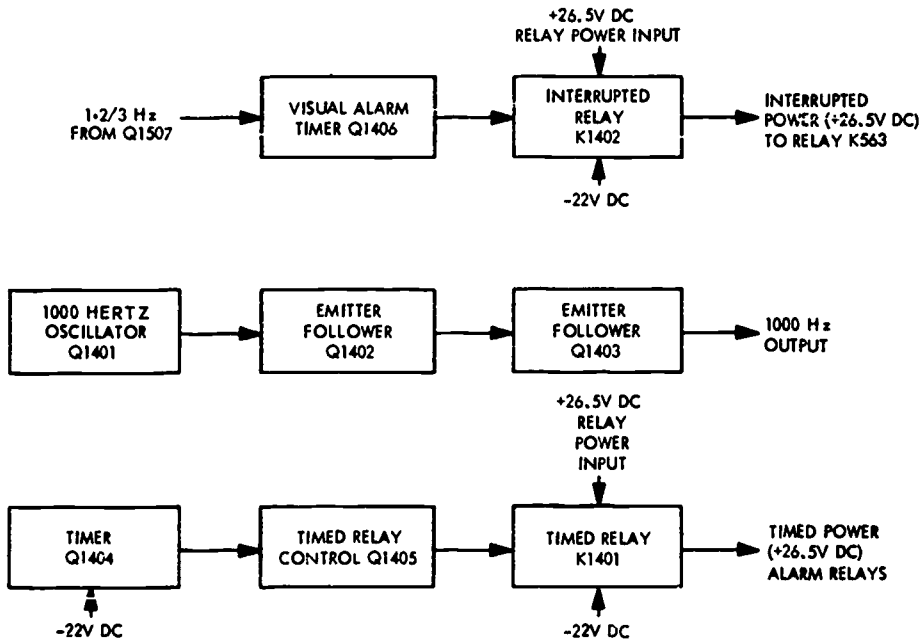 +26.5V DC
RELAY POWER INPUT
1-2/3 Hz
FROM Q1507
VISUAL ALARM
TIMER Q1406
INTERRUPTED
RELAY
K1402
INTERRUPTED
POWER (+26.5V DC)
TO RELAY K563
-22V DC
1000 HERTZ
OSCILLATOR
Q1401
EMITTER
FOLLOWER
Q1402
EMITTER
FOLLOWER
Q1403
1000 Hz
OUTPUT
+26.5V DC
RELAY
POWER
INPUT
TIMER
Q1404
TIMED RELAY
CONTROL Q1405
TIMED RELAY
K1401
TIMED POWER
(+26.5V DC)
ALARM RELAYS
-22V DC
-22V DC